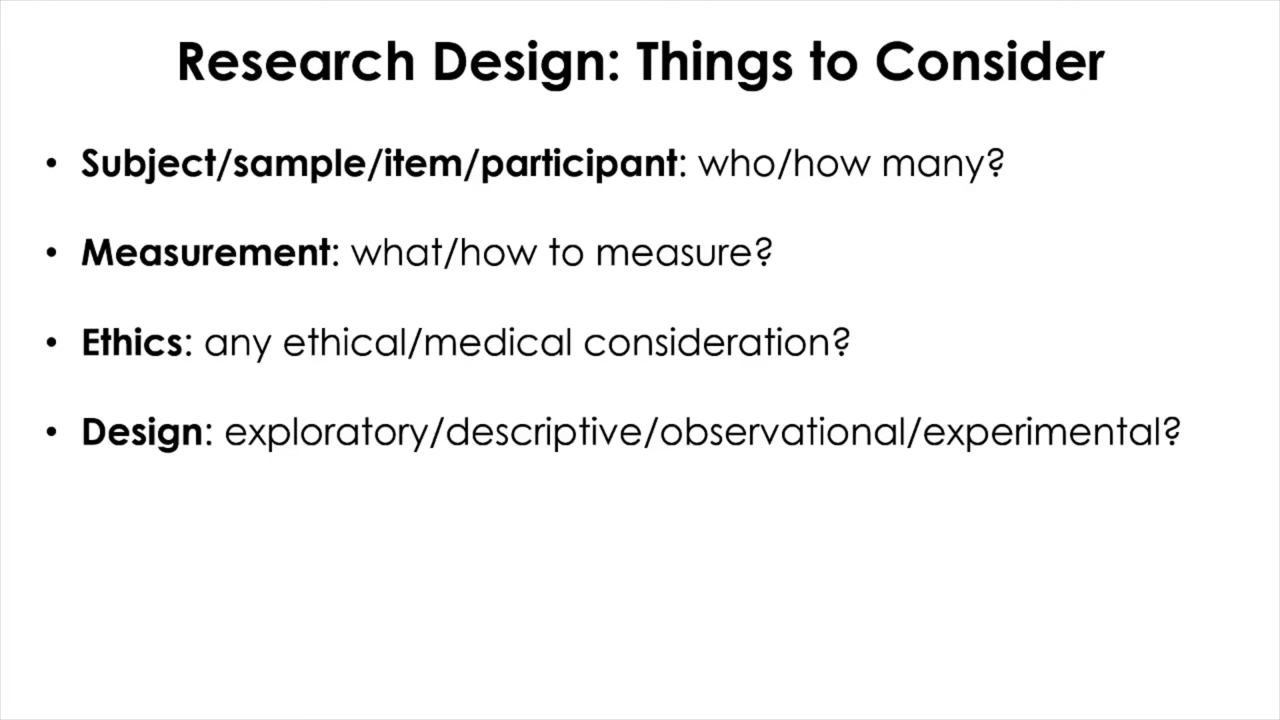 Research Design: Things to Consider
• Subject/sample/item/participant: who/how many?
• Measurement: what/how to measure?
• Ethics: any ethical/medical consideration?
• Design: exploratory/descriptive/observational/experimental?